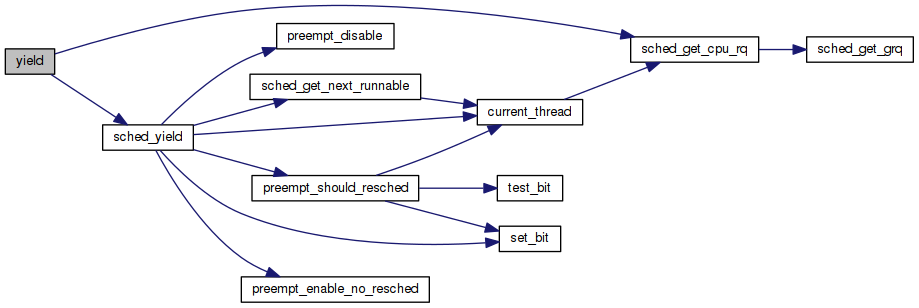 yield
preempt_disable
sched_get_cpu_rq
sched_get_grq
sched_get_next_runnable
current_thread
sched_yield
preempt_should_resched
test_bit
set_bit
preempt_enable_no_resched